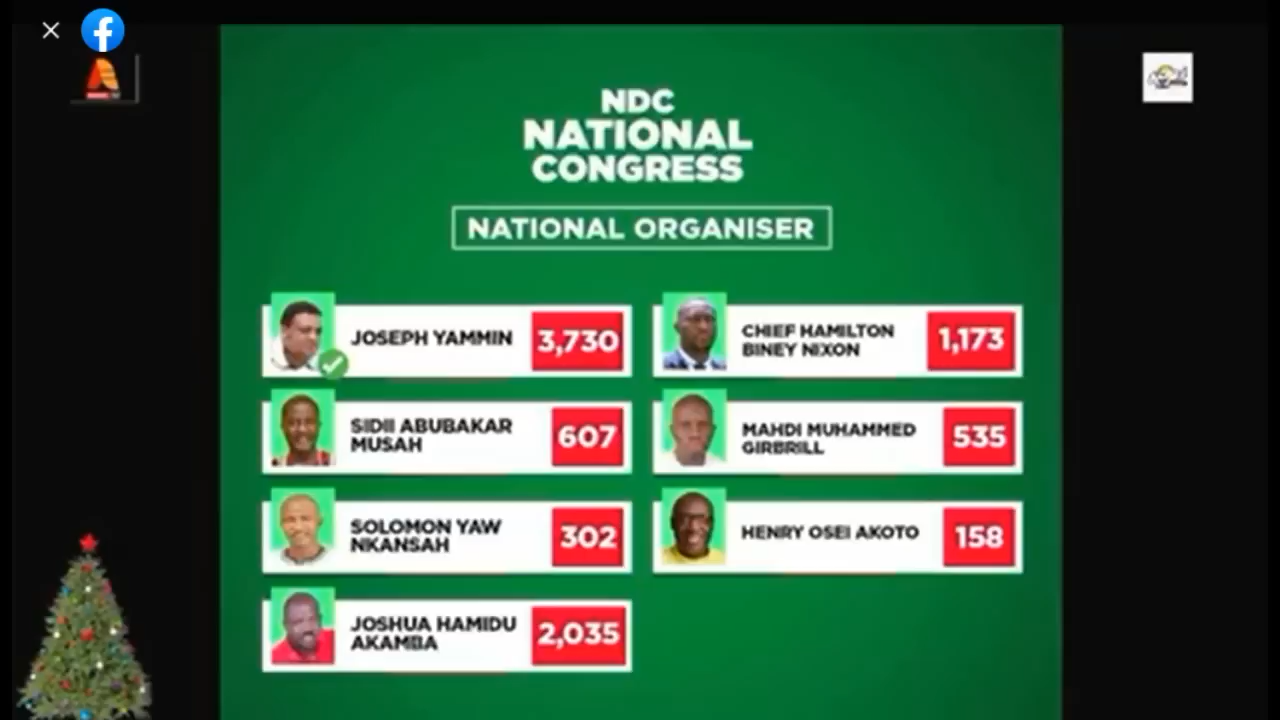 NDC
NATIONAL
CONGRESS
NATIONAL ORGANISER
JOSEPH YAMMIN
3,730
CHIEF HAMILTON
BINEY NIXON
1,173
SIDII ABUBAKAR
MUSAH
607
MAHDI MUHAMMED
GIRBRILL
535
SOLOMON YAW
NKANSAH
302
HENRY OSEI AKOTO
158
JOSHUA HAMIDU
AKAMBA
2,035